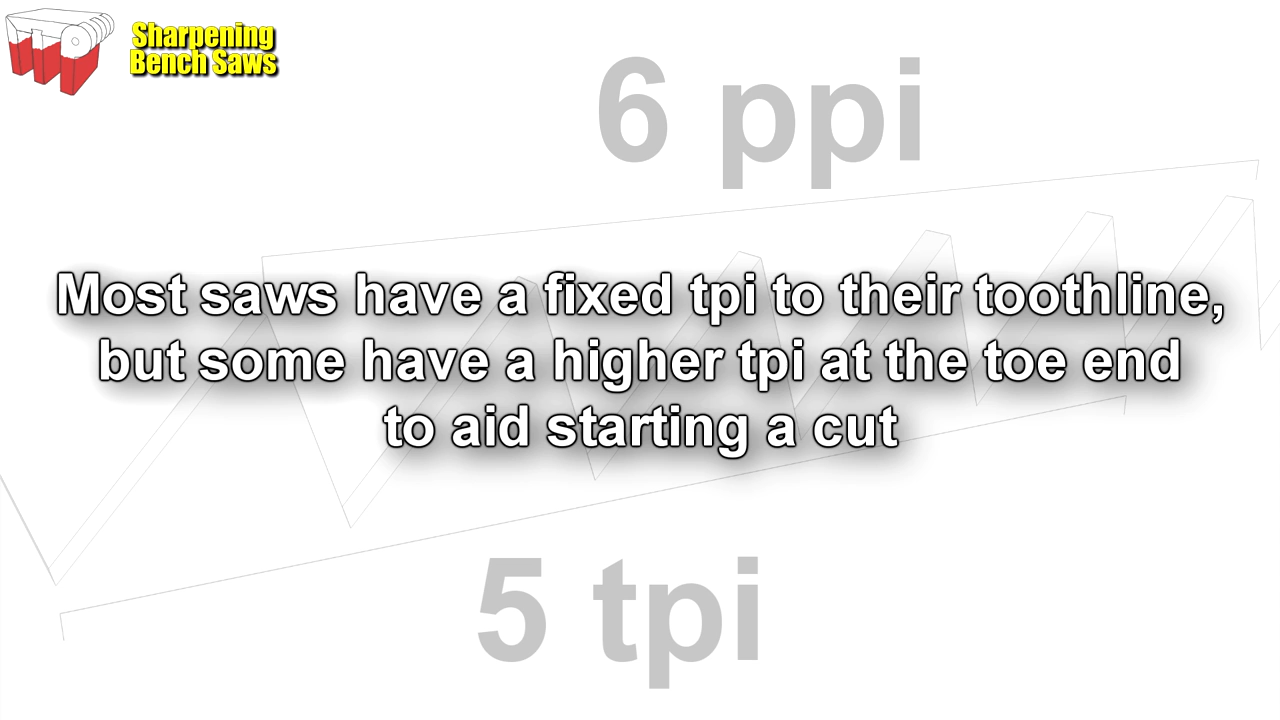 Sharpening
Bench Saws
6 ppi
Most saws have a fixed tpi to their toothline,
but some have a higher tpi at the toe end
to aid starting a cut
5 tpi